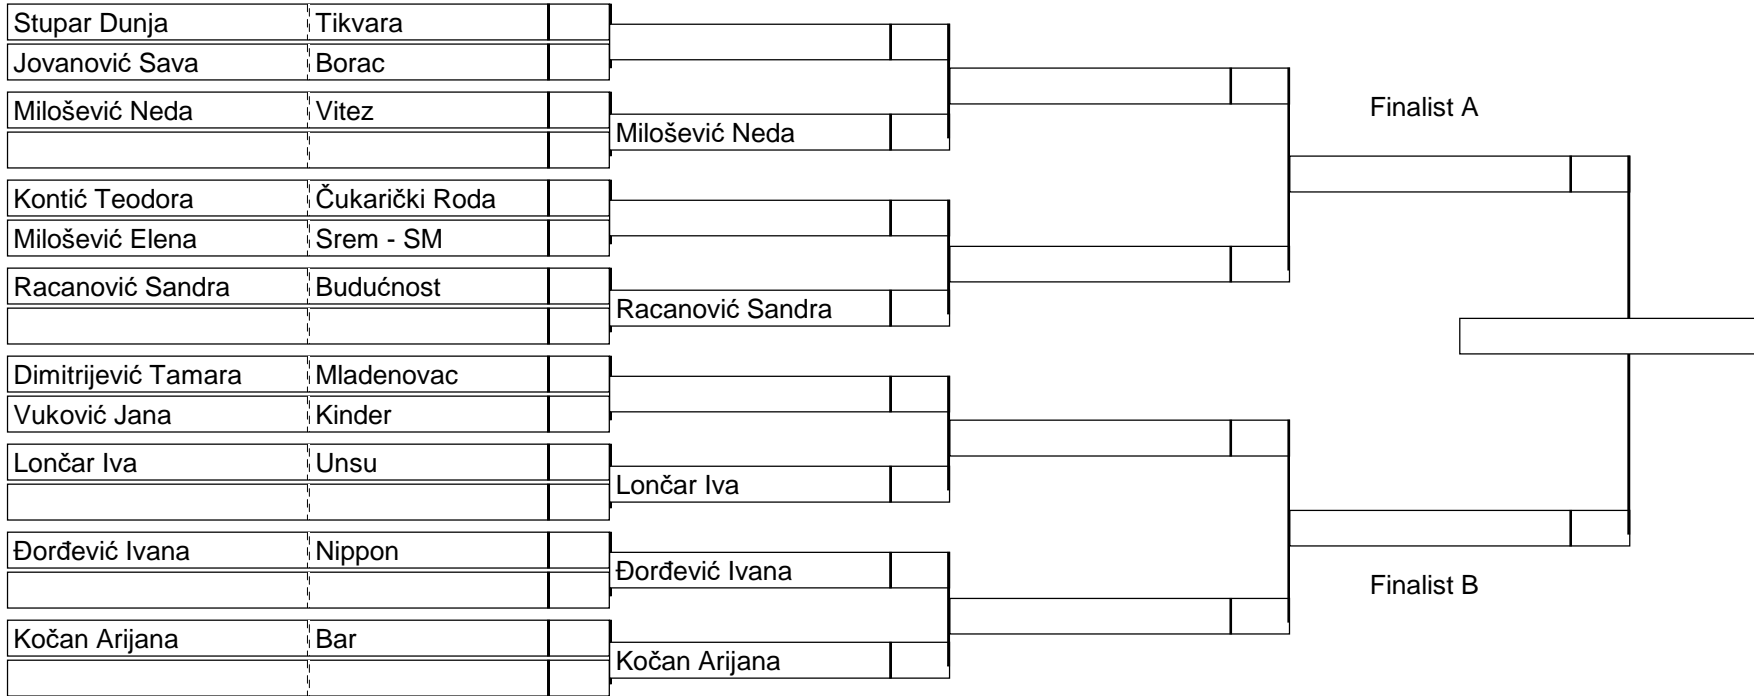 Stupar Dunja Tikvara
Jovanović Sava Borac
Milošević Neda Vitez
Milošević Neda
Kontić Teodora Čukarički Roda
Milošević Elena Srem - SM
Racanović Sandra Budućnost
Racanović Sandra
Dimitrijević Tamara Mladenovac
Vuković Jana Kinder
Lončar Iva Unsu
Lončar Iva
Đorđević Ivana Nippon
Đorđević Ivana
Kočan Arijana Bar
Kočan Arijana
Finalist A
Finalist B